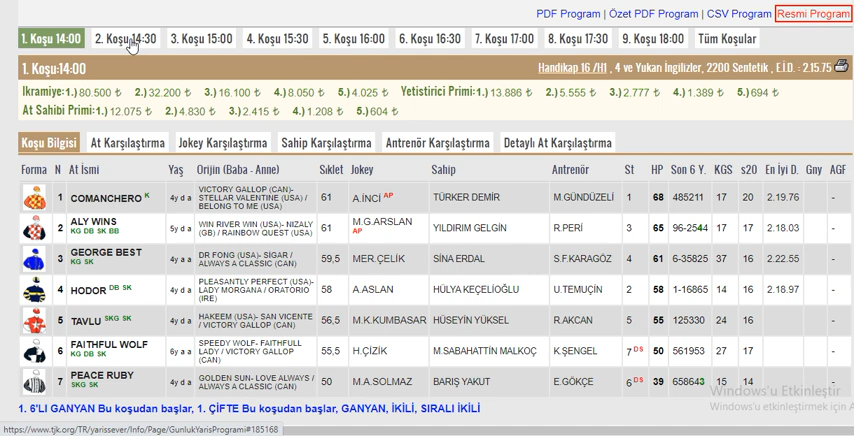 PDF Program | Özet PDF Program | CSV Program Resmi Program
1. Koşu 14:00 2. Koşu 14:30 3. Koşu 15:00 4. Koşu 15:30 5. Koşu 16:00 6. Koşu 16:30 7. Koşu 17:00 8. Koşu 17:30 9. Koşu 18:00 Tüm Koşular
1. Koşu:14:00 Handikap 16 /H1 , 4 ve Yukarı İngilizler, 2200 Sentetik , E.İ.D. : 2.15.75
Ikramiye:1.) 80.500 ₺ 2.) 32.200 ₺ 3.) 16.100 ₺ 4.) 8.050 ₺ 5.) 4.025 ₺ Yetistirici Primi:1.) 13.886 ₺ 2.) 5.555 ₺ 3.) 2.777 ₺ 4.) 1.389 ₺ 5.) 694 ₺
At Sahibi Primi:1.) 12.075 ₺ 2.) 4.830 ₺ 3.) 2.415 ₺ 4.) 1.208 ₺ 5.) 604 ₺
Koşu Bilgisi At Karşılaştırma Jokey Karşılaştırma Sahip Karşılaştırma Antrenör Karşılaştırma Detaylı At Karşılaştırma
Forma N At İsmi Yaş Orijin (Baba - Anne) Sıklet Jokey Sahip Antrenör St HP Son 6 Y. KGS s20 En İyi D. Gny AGF
1 COMANCHERO K 4y d a VICTORY GALLOP (CAN)- STELLAR VALENTINE (USA) / BELONG TO ME (USA) 61 A.İNCİ AP TÜRKER DEMİR M.GÜNDÜZELİ 1 68 485211 17 20 2.19.76 -
2 ALY WINS KG DB SK BB 5y d a WIN RIVER WIN (USA)- NIZALY (GB) / RAINBOW QUEST (USA) 61 M.G.ARSLAN AP YILDIRIM GELGİN R.PERİ 3 65 96-2544 17 17 2.18.03 -
3 GEORGE BEST KG SK 4y a a DR FONG (USA)- SİGAR / ALWAYS A CLASSIC (CAN) 59,5 MER.ÇELİK SİNA ERDAL S.F.KARAGÖZ 4 61 6-35825 37 16 2.22.55 -
4 HODOR DB SK 4y d a PLEASANTLY PERFECT (USA)- LADY MORGANA / ORATORIO (IRE) 58 A.ASLAN HÜLYA KEÇELİOĞLU U.TEMUÇİN 2 58 1-16865 14 16 2.18.97 -
5 TAVLU SKG SK 4y d a HAKEEM (USA)- SAN VICENTE / VICTORY GALLOP (CAN) 56,5 M.K.KUMBASAR HÜSEYİN YÜKSEL R.AKCAN 5 55 125330 24 16 -
6 FAITHFUL WOLF KG DB SK 6y a a SPEEDY WOLF- FAITHFULL LADY / VICTORY GALLOP (CAN) 55,5 H.ÇİZİK M.SABAHATTİN MALKOÇ K.ŞENGEL 7 DS 50 561953 27 17 -
7 PEACE RUBY SKG SK 4y d a GOLDEN SUN- LOVE ALWAYS / ALWAYS A CLASSIC (CAN) 50 M.A.SOLMAZ BARIŞ YAKUT E.GÖKÇE 6 DS 39 658643 15 14 -
Windows'u Etkinleştir
1. 6'LI GANYAN Bu koşudan başlar, 1. ÇİFTE Bu koşudan başlar, GANYAN, İKİLİ, SIRALI İKİLİ
Windows'u etkinleştirmek için A
https://www.tjk.org/TR/yarissever/Info/Page/GunlukYarisProgrami#185168